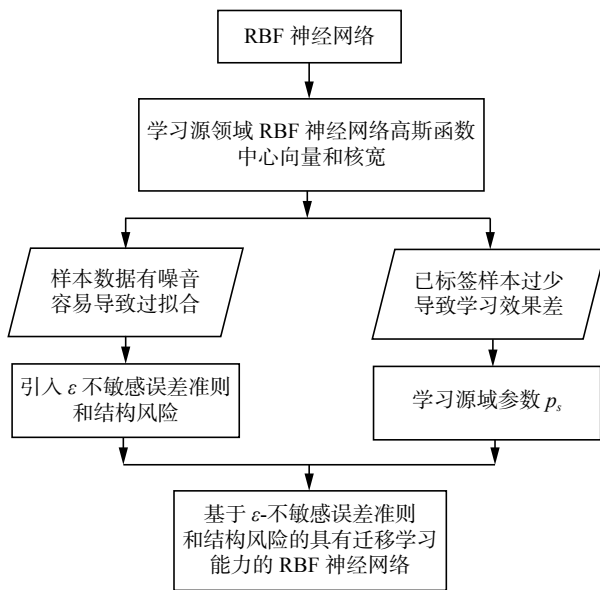 RBF 神经网络
学习源领域 RBF 神经网络高斯函数
中心向量和核宽
样本数据有噪音
容易导致过拟合
已标签样本过少
导致学习效果差
引入 ε 不敏感误差准则
和结构风险
学习源域参数 pₛ
基于 ε-不敏感误差准则
和结构风险的具有迁移学习
能力的 RBF 神经网络